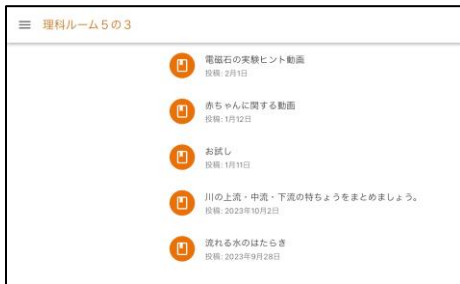 理科ルーム5の3
電磁石の実験ヒント動画
投稿: 2月1日
赤ちゃんに関する動画
投稿: 1月12日
お試し
投稿: 1月11日
川の上流・中流・下流の特ちょうをまとめましょう。
投稿: 2023年10月2日
流れる水のはたらき
投稿: 2023年9月28日